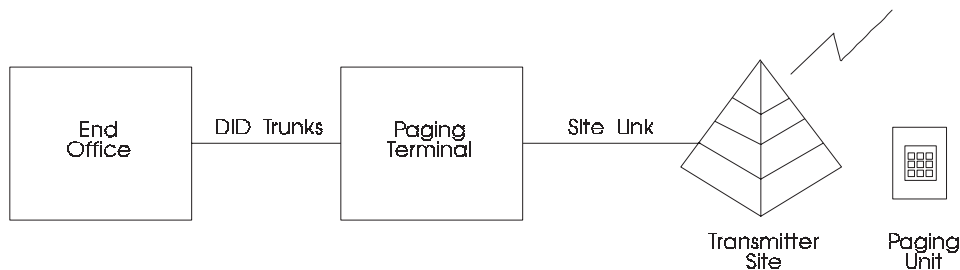 End
Office
DID Trunks
Paging
Terminal
Site Link
Transmitter
Site
Paging
Unit